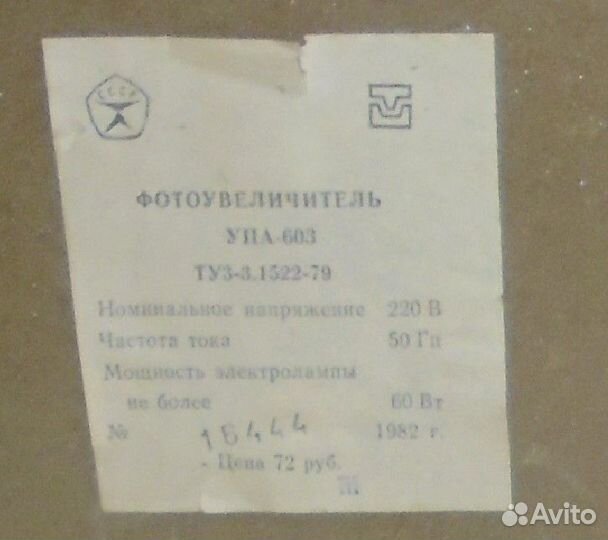 СССР
ФОТОУВЕЛИЧИТЕЛЬ
УПА-603
ТУ3-3.1522-79
Номинальное напряжение 220 В
Частота тока 50 Гц
Мощность электролампы
не более 60 Вт
№ 16444 1982 г.
- Цена 72 руб.
Avito